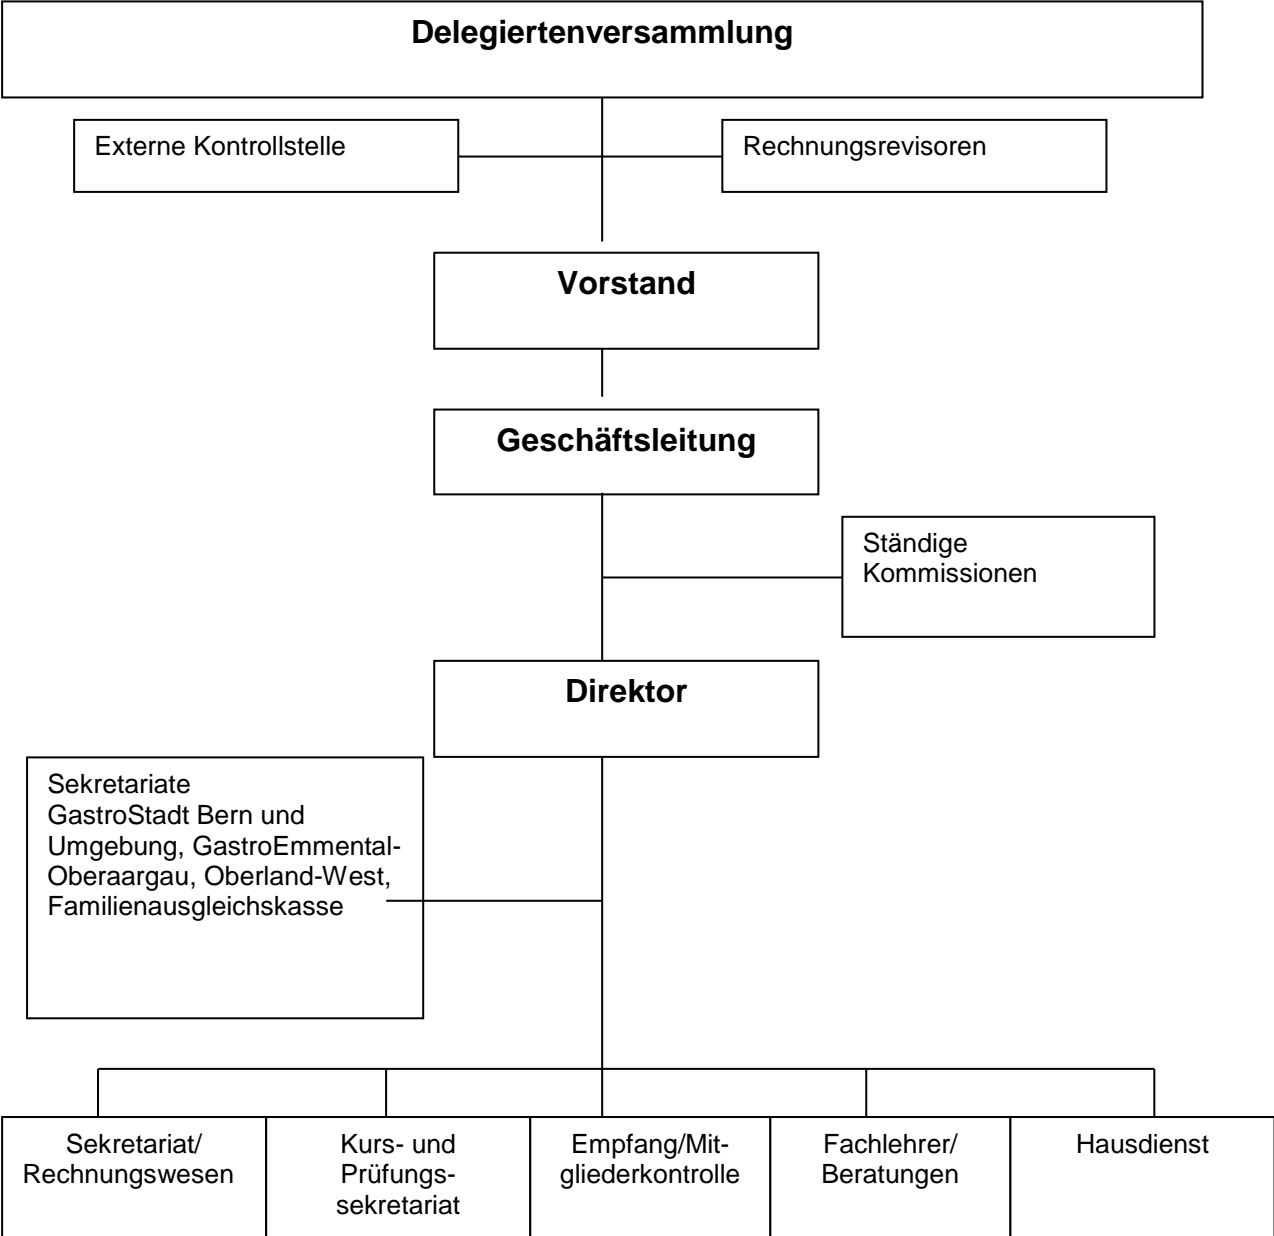 Delegiertenversammlung
Externe Kontrollstelle
Rechnungsrevisoren
Vorstand
Geschäftsleitung
Ständige
Kommissionen
Direktor
Sekretariate
GastroStadt Bern und
Umgebung, GastroEmmental-
Oberaargau, Oberland-West,
Familienausgleichskasse
Sekretariat/
Rechnungswesen
Kurs- und
Prüfungs-
sekretariat
Empfang/Mit-
gliederkontrolle
Fachlehrer/
Beratungen
Hausdienst